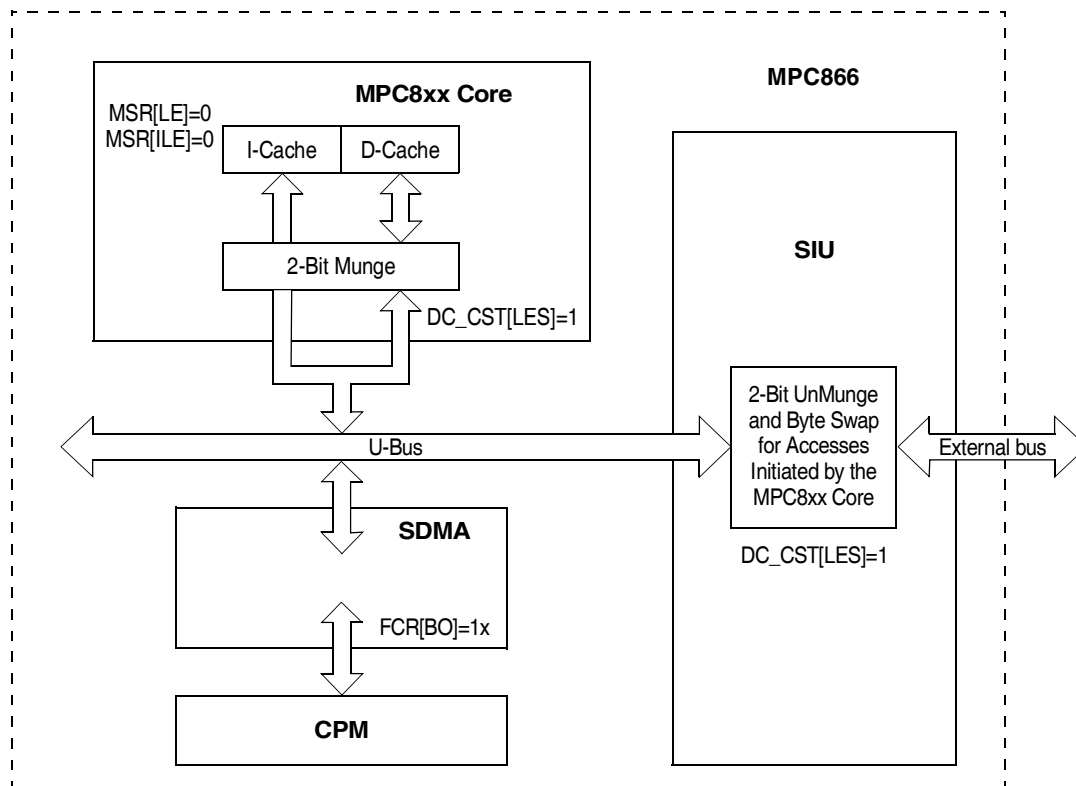 MPC866
MPC8xx Core
MSR[LE]=0
MSR[ILE]=0
I-Cache
D-Cache
2-Bit Munge
DC_CST[LES]=1
SIU
2-Bit UnMunge
and Byte Swap
for Accesses
Initiated by the
MPC8xx Core
U-Bus
External bus
DC_CST[LES]=1
SDMA
FCR[BO]=1x
CPM